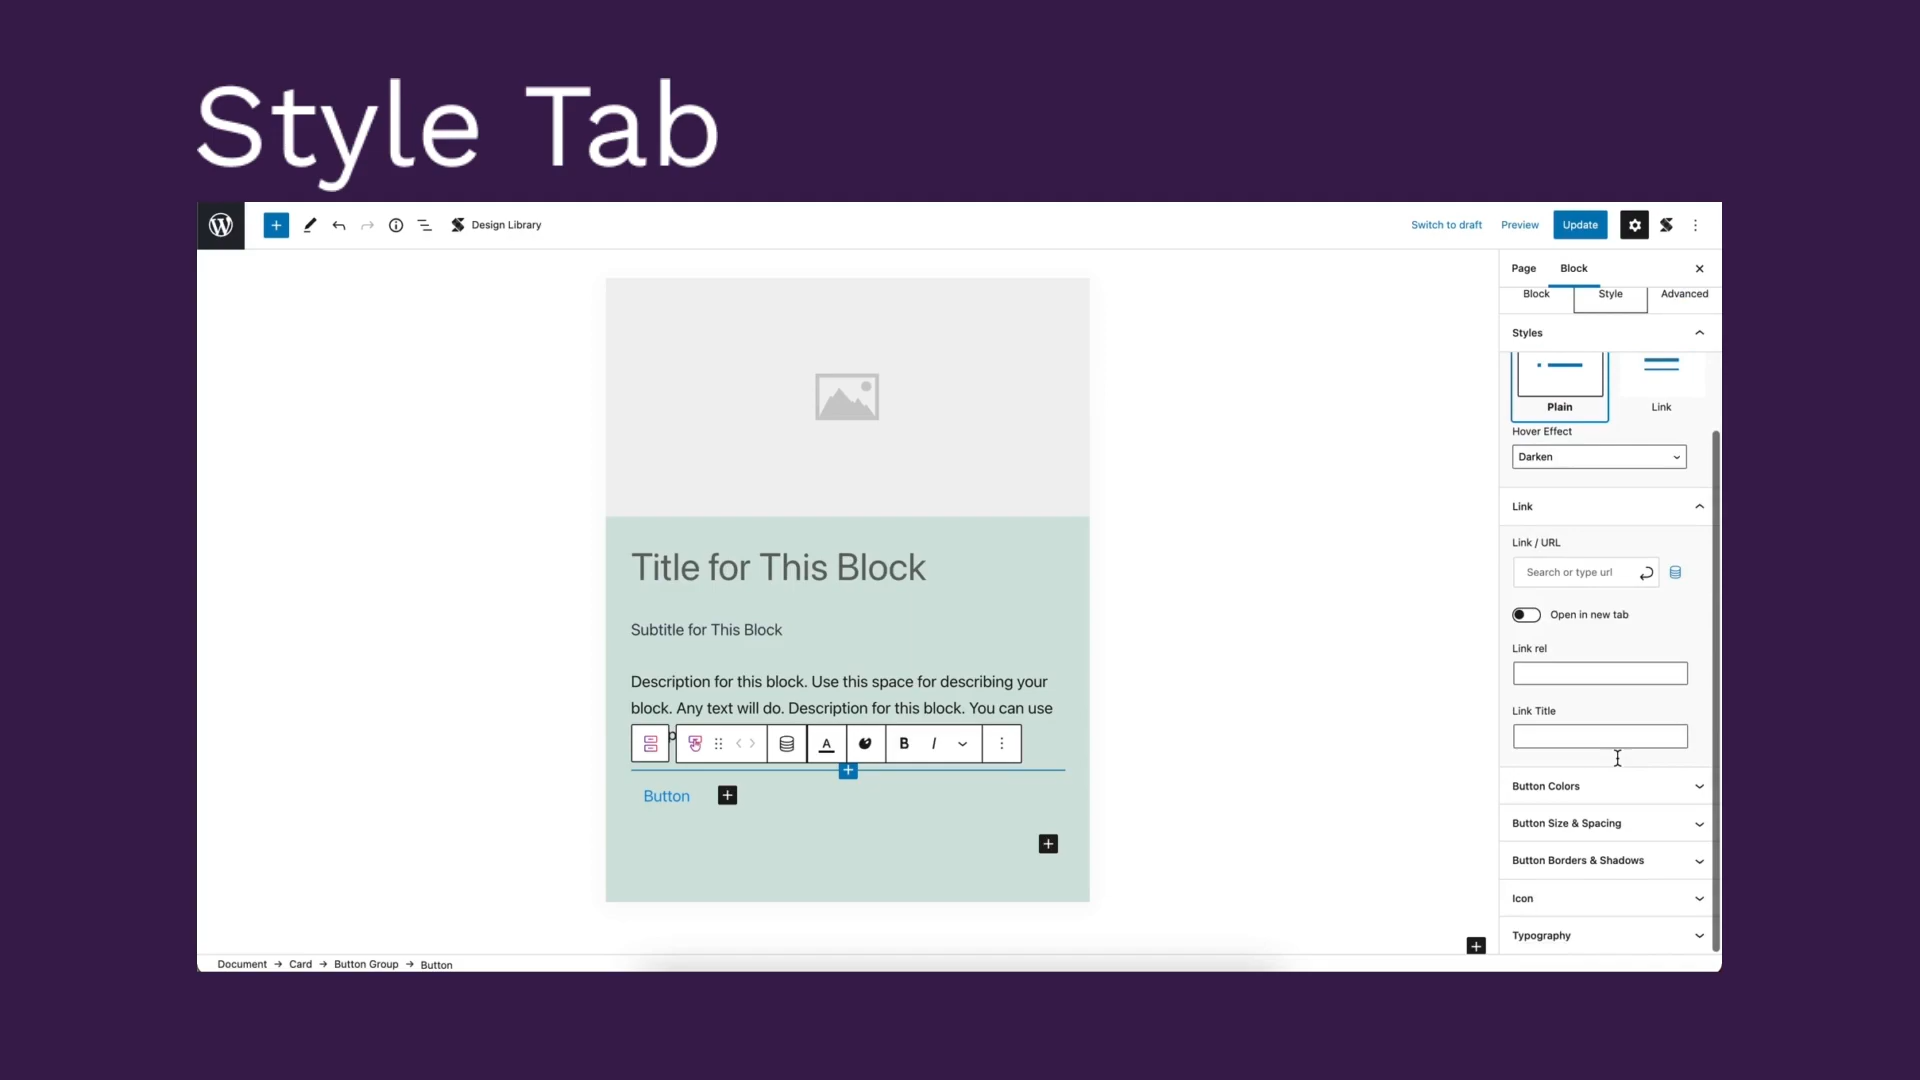 Style Tab
Design Library
Switch to draft
Preview
Update
Page
Block
Block
Style
Advanced
Styles
Plain
Link
Hover Effect
Darken
Link
Link / URL
Search or type url
Open in new tab
Link rel
Link Title
Button Colors
Button Size & Spacing
Button Borders & Shadows
Icon
Typography
Title for This Block
Subtitle for This Block
Description for this block. Use this space for describing your
block. Any text will do. Description for this block. You can use
A B I
Button
Document → Card → Button Group → Button